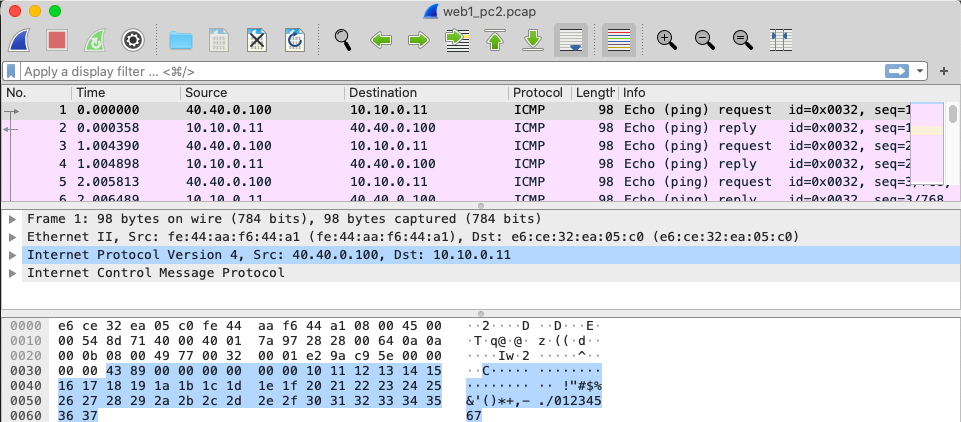 web1_pc2.pcap
Apply a display filter ... <⌘/>
No. Time Source Destination Protocol Length Info
1 0.000000 40.40.0.100 10.10.0.11 ICMP 98 Echo (ping) request id=0x0032, seq=1
2 0.000358 10.10.0.11 40.40.0.100 ICMP 98 Echo (ping) reply id=0x0032, seq=1
3 1.004390 40.40.0.100 10.10.0.11 ICMP 98 Echo (ping) request id=0x0032, seq=2
4 1.004898 10.10.0.11 40.40.0.100 ICMP 98 Echo (ping) reply id=0x0032, seq=2
5 2.005813 40.40.0.100 10.10.0.11 ICMP 98 Echo (ping) request id=0x0032, seq=3/768,
6 2.006489 10.10.0.11 40.40.0.100 ICMP 98 Echo (ping) reply id=0x0032, seq=3/768
Frame 1: 98 bytes on wire (784 bits), 98 bytes captured (784 bits)
Ethernet II, Src: fe:44:aa:f6:44:a1 (fe:44:aa:f6:44:a1), Dst: e6:ce:32:ea:05:c0 (e6:ce:32:ea:05:c0)
Internet Protocol Version 4, Src: 40.40.0.100, Dst: 10.10.0.11
Internet Control Message Protocol
0000 e6 ce 32 ea 05 c0 fe 44 aa f6 44 a1 08 00 45 00 ··2····D ··D···E·
0010 00 54 8d 71 40 00 40 01 7a 97 28 28 00 64 0a 0a ·T·q@·@· z·((·d··
0020 00 0b 08 00 49 77 00 32 00 01 e2 9a c9 5e 00 00 ····Iw·2 ·····^··
0030 00 00 43 89 00 00 00 00 00 00 10 11 12 13 14 15 ··C····· ········
0040 16 17 18 19 1a 1b 1c 1d 1e 1f 20 21 22 23 24 25 ········ ·· !"#$%
0050 26 27 28 29 2a 2b 2c 2d 2e 2f 30 31 32 33 34 35 &'()*+,- ./012345
0060 36 37 67